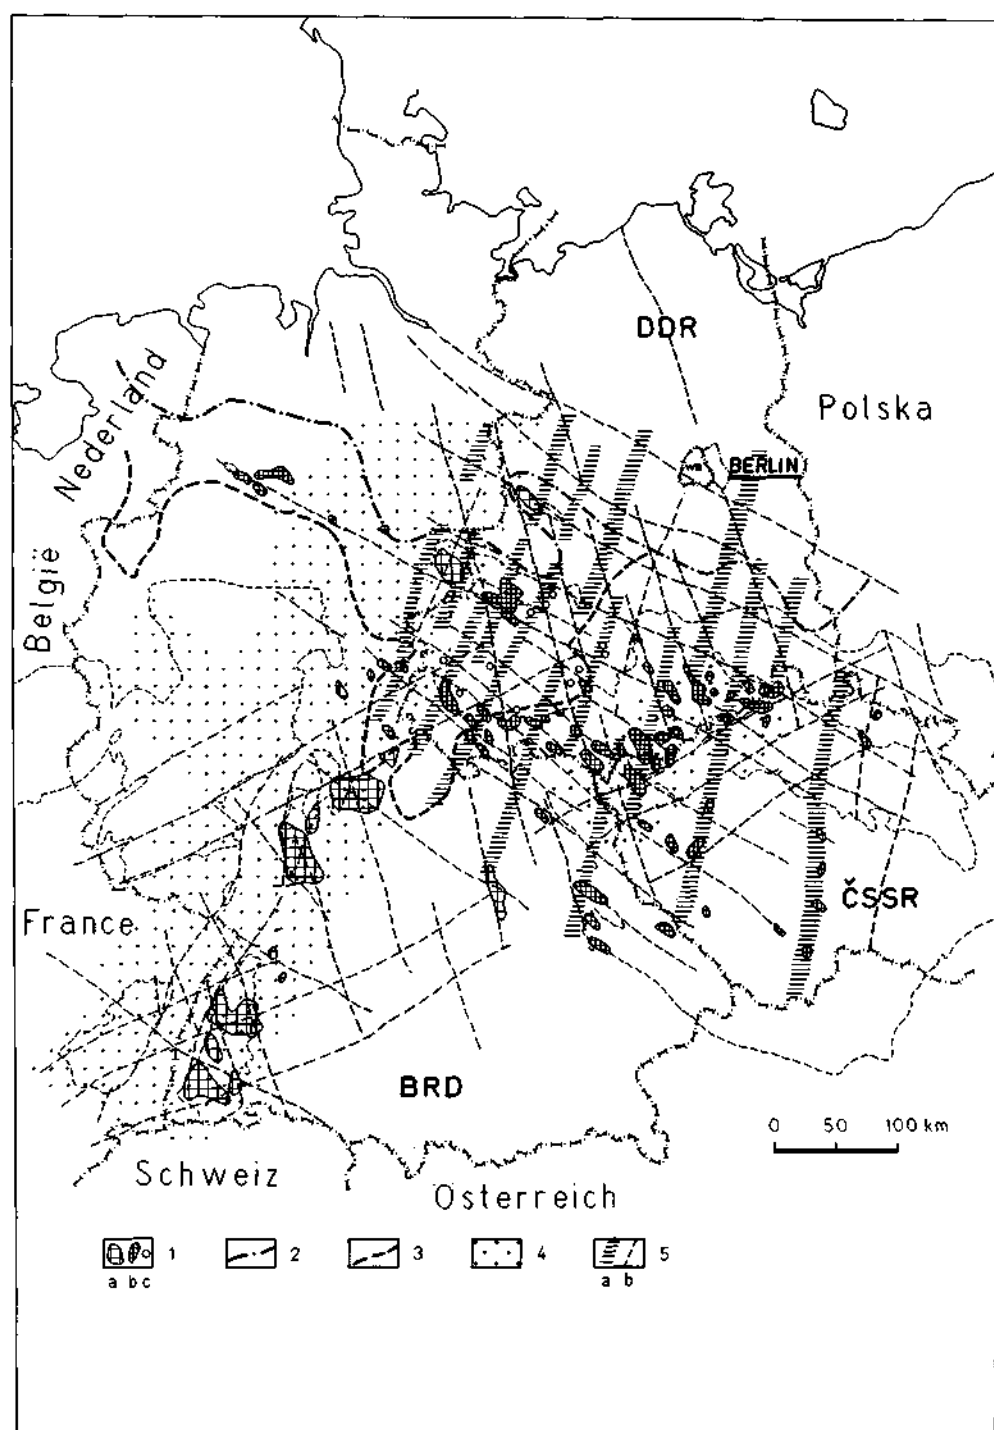 DDR
Polska
Nederland
WB
BERLIN
België
ČSSR
France
BRD
0 50 100 km
Schweiz
Österreich
1 2 3 4 5
a b c a b